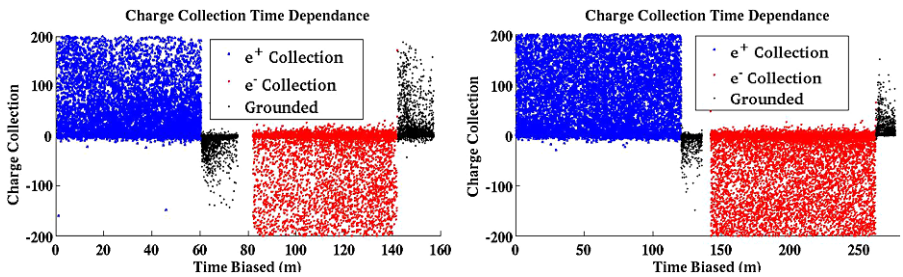 Charge Collection Time Dependance
Charge Collection
200
100
0
-100
-200
e+ Collection
e- Collection
Grounded
0 20 40 60 80 100 120 140 160
Time Biased (m)
Charge Collection Time Dependance
Charge Collection
200
100
0
-100
-200
e+ Collection
e- Collection
Grounded
0 50 100 150 200 250
Time Biased (m)